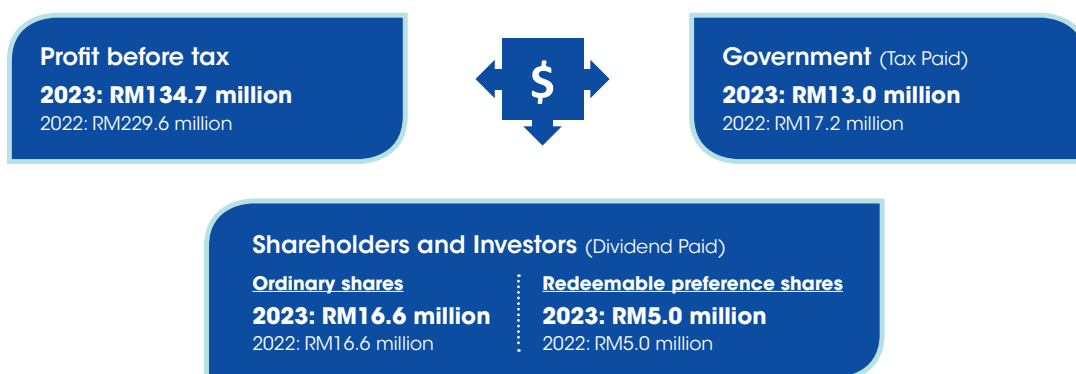 Profit before tax
2023: RM134.7 million
2022: RM229.6 million
$
Government (Tax Paid)
2023: RM13.0 million
2022: RM17.2 million
Shareholders and Investors (Dividend Paid)
Ordinary shares
2023: RM16.6 million
2022: RM16.6 million
Redeemable preference shares
2023: RM5.0 million
2022: RM5.0 million